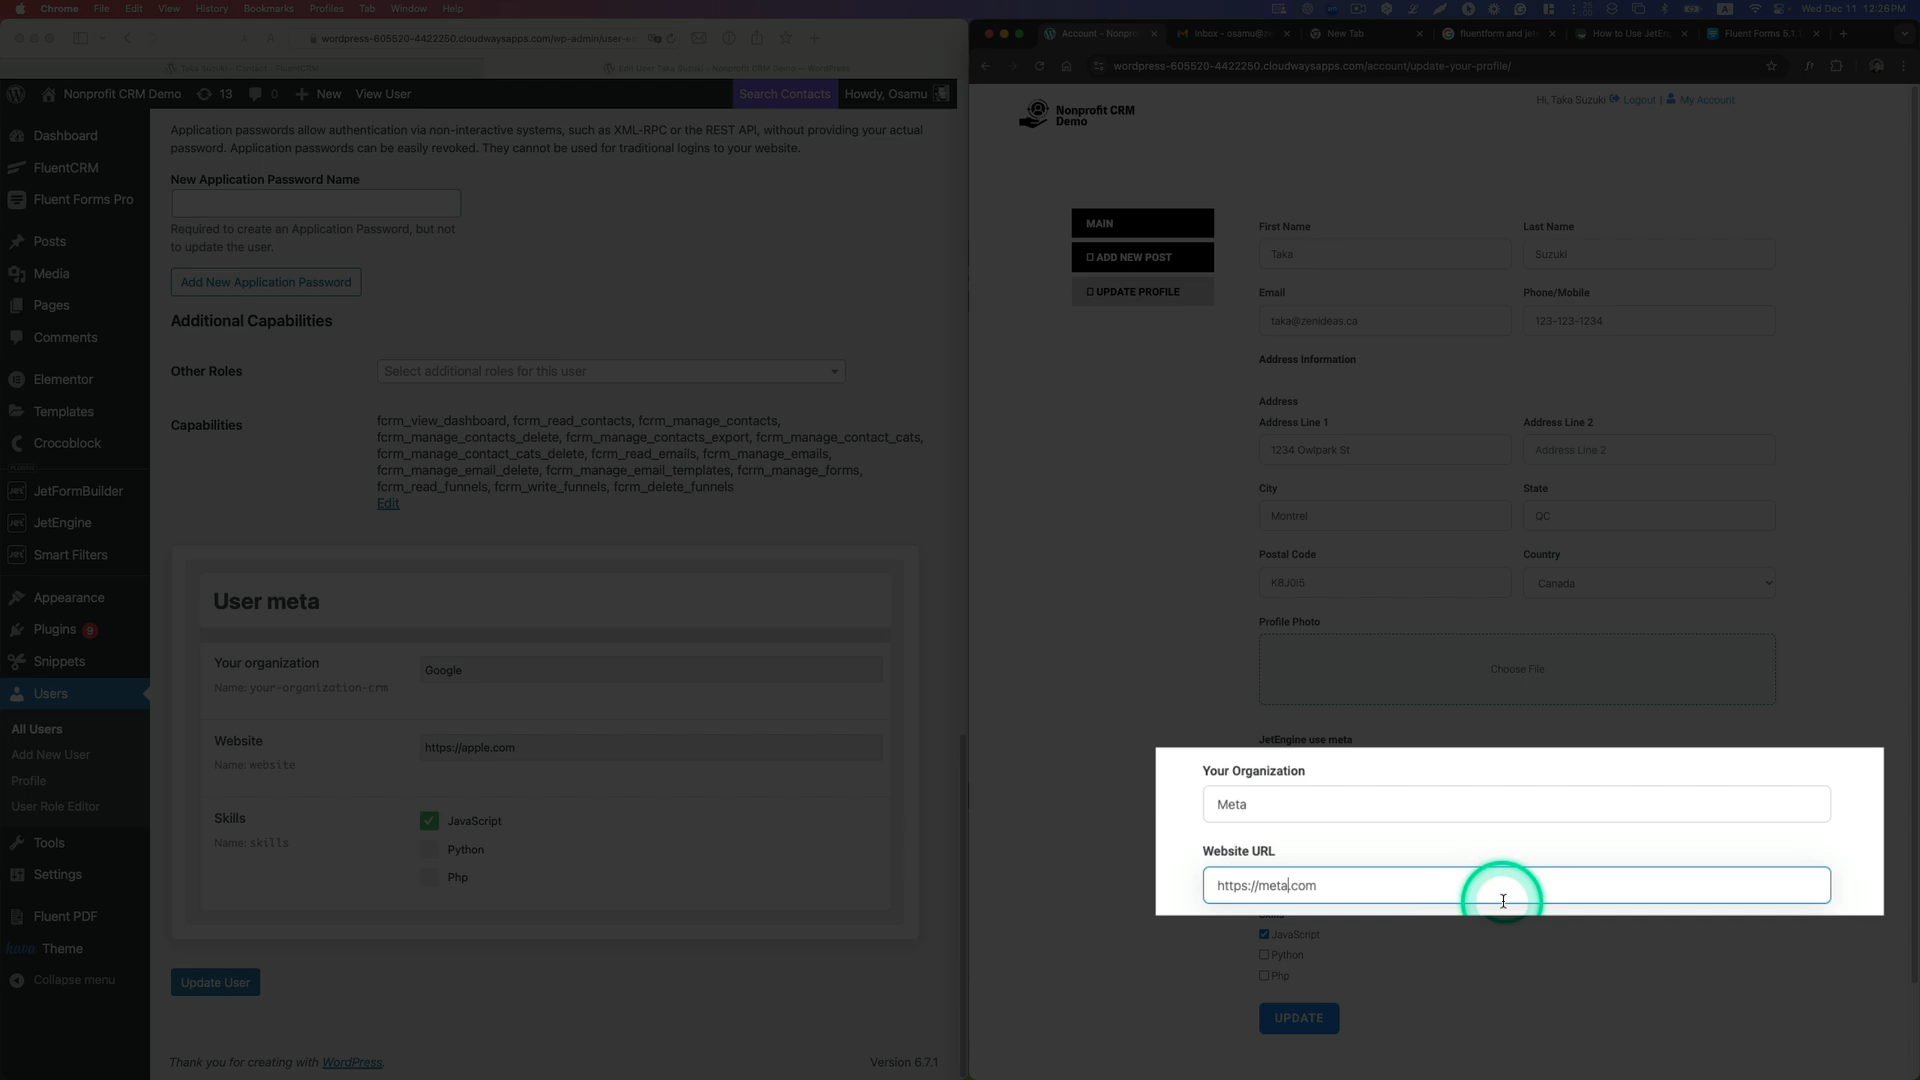 Chrome File Edit View History Bookmarks Profiles Tab Window Help
Wed Dec 11 12:26 PM
wordpress-605520-4422250.cloudwaysapps.com/wp-admin/user-e
Taka Suzuki - Contact - FluentCRM
Edit User Taka Suzuki - Nonprofit CRM Demo — WordPress
Nonprofit CRM Demo 13 0 New View User
Search Contacts Howdy, Osamu
Dashboard
FluentCRM
Fluent Forms Pro
Posts
Media
Pages
Comments
Elementor
Templates
Crocoblock
JetFormBuilder
JetEngine
Smart Filters
Appearance
Plugins 9
Snippets
Users
All Users
Add New User
Profile
User Role Editor
Tools
Settings
Fluent PDF
kava Theme
Collapse menu
Application passwords allow authentication via non-interactive systems, such as XML-RPC or the REST API, without providing your actual
password. Application passwords can be easily revoked. They cannot be used for traditional logins to your website.
New Application Password Name
Required to create an Application Password, but not
to update the user.
Add New Application Password
Additional Capabilities
Other Roles
Select additional roles for this user
Capabilities
fcrm_view_dashboard, fcrm_read_contacts, fcrm_manage_contacts,
fcrm_manage_contacts_delete, fcrm_manage_contacts_export, fcrm_manage_contact_cats,
fcrm_manage_contact_cats_delete, fcrm_read_emails, fcrm_manage_emails,
fcrm_manage_email_delete, fcrm_manage_email_templates, fcrm_manage_forms,
fcrm_read_funnels, fcrm_write_funnels, fcrm_delete_funnels
Edit
User meta
Your organization
Name: your-organization-crm
Google
Website
Name: website
https://apple.com
Skills
Name: skills
JavaScript
Python
Php
Update User
Thank you for creating with WordPress.
Version 6.7.1
Account - Nonpro
Inbox - osamu@ze
New Tab
fluentform and jete
How to Use JetEn
Fluent Forms 5.1.
wordpress-605520-4422250.cloudwaysapps.com/account/update-your-profile/
Nonprofit CRM
Demo
Hi, Taka Suzuki Logout | My Account
MAIN
ADD NEW POST
UPDATE PROFILE
First Name
Taka
Last Name
Suzuki
Email
taka@zenideas.ca
Phone/Mobile
123-123-1234
Address Information
Address
Address Line 1
1234 Owlpark St
Address Line 2
Address Line 2
City
Montrel
State
QC
Postal Code
K8J0I5
Country
Canada
Profile Photo
Choose File
JetEngine use meta
Your Organization
Meta
Website URL
https://meta.com
Skills
JavaScript
Python
Php
UPDATE